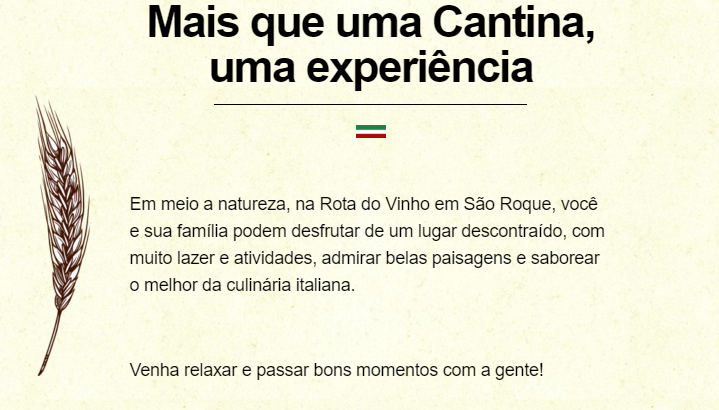 Mais que uma Cantina,
uma experiência
Em meio a natureza, na Rota do Vinho em São Roque, você
e sua família podem desfrutar de um lugar descontraído, com
muito lazer e atividades, admirar belas paisagens e saborear
o melhor da culinária italiana.
Venha relaxar e passar bons momentos com a gente!